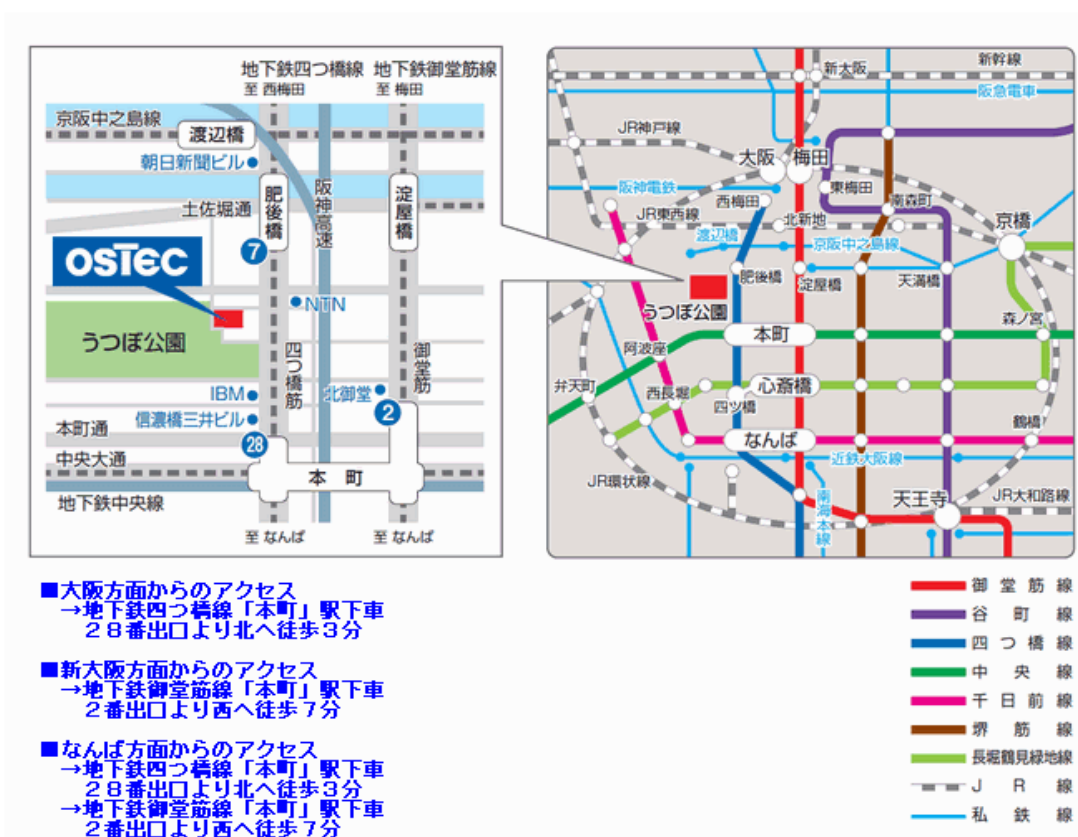 地下鉄四つ橋線 地下鉄御堂筋線
至 西梅田 至 梅田
京阪中之島線
渡辺橋
朝日新聞ビル
土佐堀通
肥後橋
阪神高速
淀屋橋
7
OSTEC
NTN
うつぼ公園
四つ橋筋
御堂筋
IBM
北御堂
2
信濃橋三井ビル
本町通
28
中央大通
本 町
地下鉄中央線
至 なんば 至 なんば
新大阪
新幹線
阪急電車
JR神戸線
大阪 梅田
阪神電鉄
東梅田
西梅田
南森町
JR東西線
北新地
京橋
渡辺橋
京阪中之島線
肥後橋
淀屋橋
天満橋
うつぼ公園
森ノ宮
本町
阿波座
弁天町
西長堀
心斎橋
四ツ橋
鶴橋
なんば
近鉄大阪線
JR環状線
南海本線
天王寺
JR大和路線
■大阪方面からのアクセス
→地下鉄四つ橋線「本町」駅下車
28番出口より北へ徒歩3分
■新大阪方面からのアクセス
→地下鉄御堂筋線「本町」駅下車
2番出口より西へ徒歩7分
■なんば方面からのアクセス
→地下鉄四つ橋線「本町」駅下車
28番出口より北へ徒歩3分
→地下鉄御堂筋線「本町」駅下車
2番出口より西へ徒歩7分
御堂筋線
谷町線
四つ橋線
中央線
千日前線
堺筋線
長堀鶴見緑地線
JR線
私鉄線